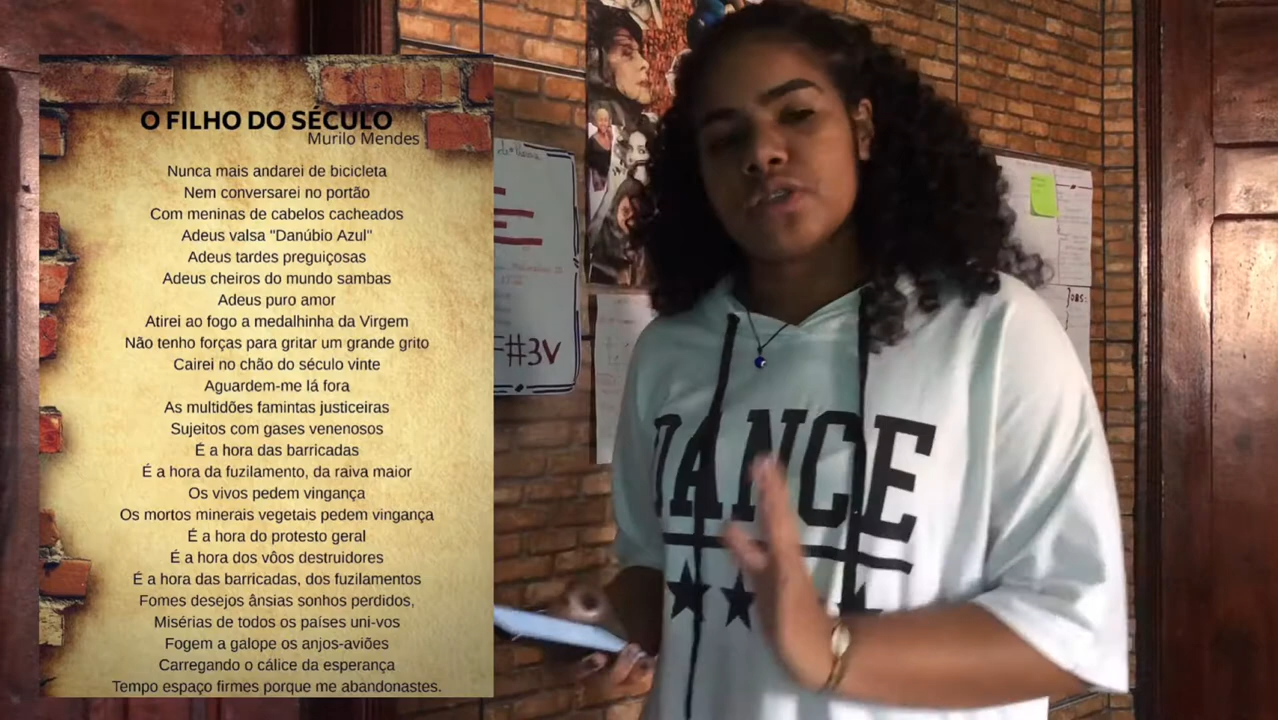 O FILHO DO SÉCULO
Murilo Mendes
Nunca mais andarei de bicicleta
Nem conversarei no portão
Com meninas de cabelos cacheados
Adeus valsa "Danúbio Azul"
Adeus tardes preguiçosas
Adeus cheiros do mundo sambas
Adeus puro amor
Atirei ao fogo a medalhinha da Virgem
Não tenho forças para gritar um grande grito
Cairei no chão do século vinte
Aguardem-me lá fora
As multidões famintas justiceiras
Sujeitos com gases venenosos
É a hora das barricadas
É a hora da fuzilamento, da raiva maior
Os vivos pedem vingança
Os mortos minerais vegetais pedem vingança
É a hora do protesto geral
É a hora dos vôos destruidores
É a hora das barricadas, dos fuzilamentos
Fomes desejos ânsias sonhos perdidos,
Misérias de todos os países uni-vos
Fogem a galope os anjos-aviões
Carregando o cálice da esperança
Tempo espaço firmes porque me abandonastes.
#3V
OBS:
DANCE